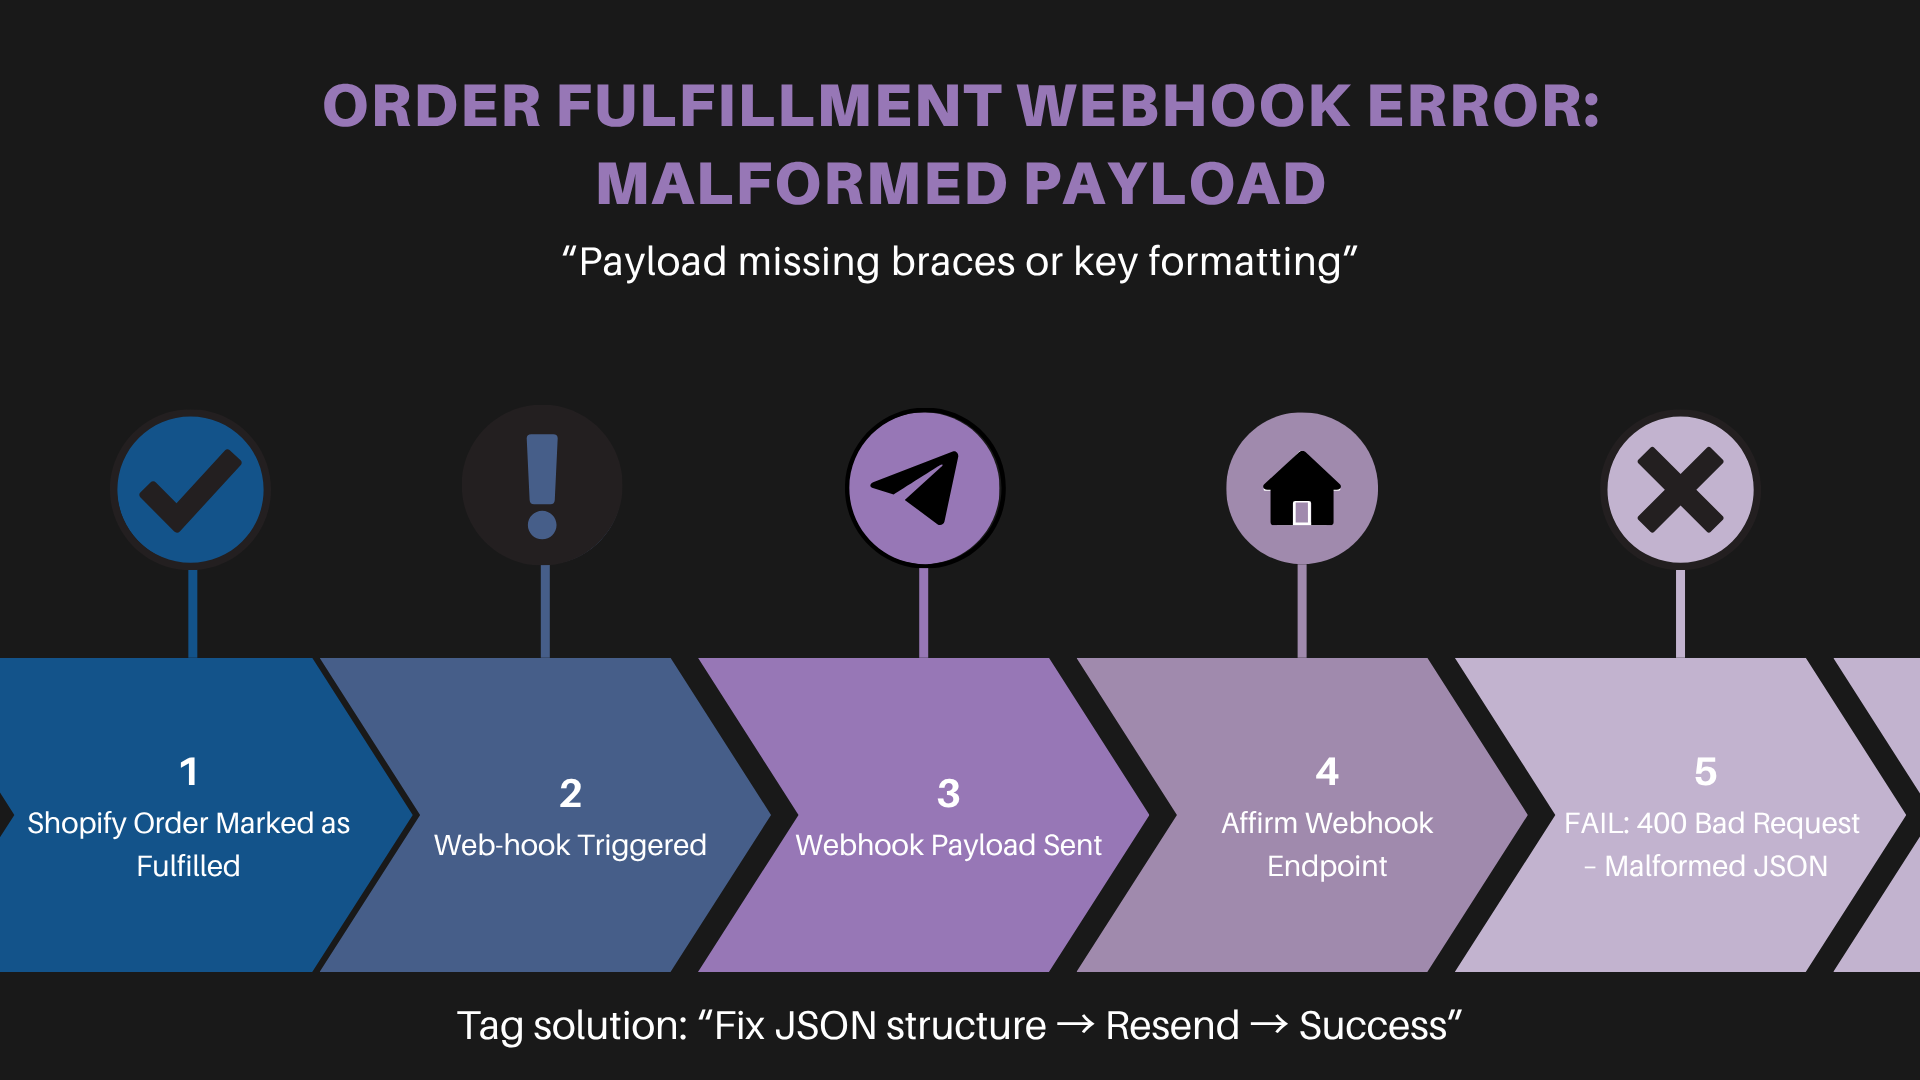 ORDER FULFILLMENT WEBHOOK ERROR:
MALFORMED PAYLOAD
“Payload missing braces or key formatting”
1
Shopify Order Marked as
Fulfilled
2
Web-hook Triggered
3
Webhook Payload Sent
4
Affirm Webhook
Endpoint
5
FAIL: 400 Bad Request
– Malformed JSON
Tag solution: “Fix JSON structure → Resend → Success”